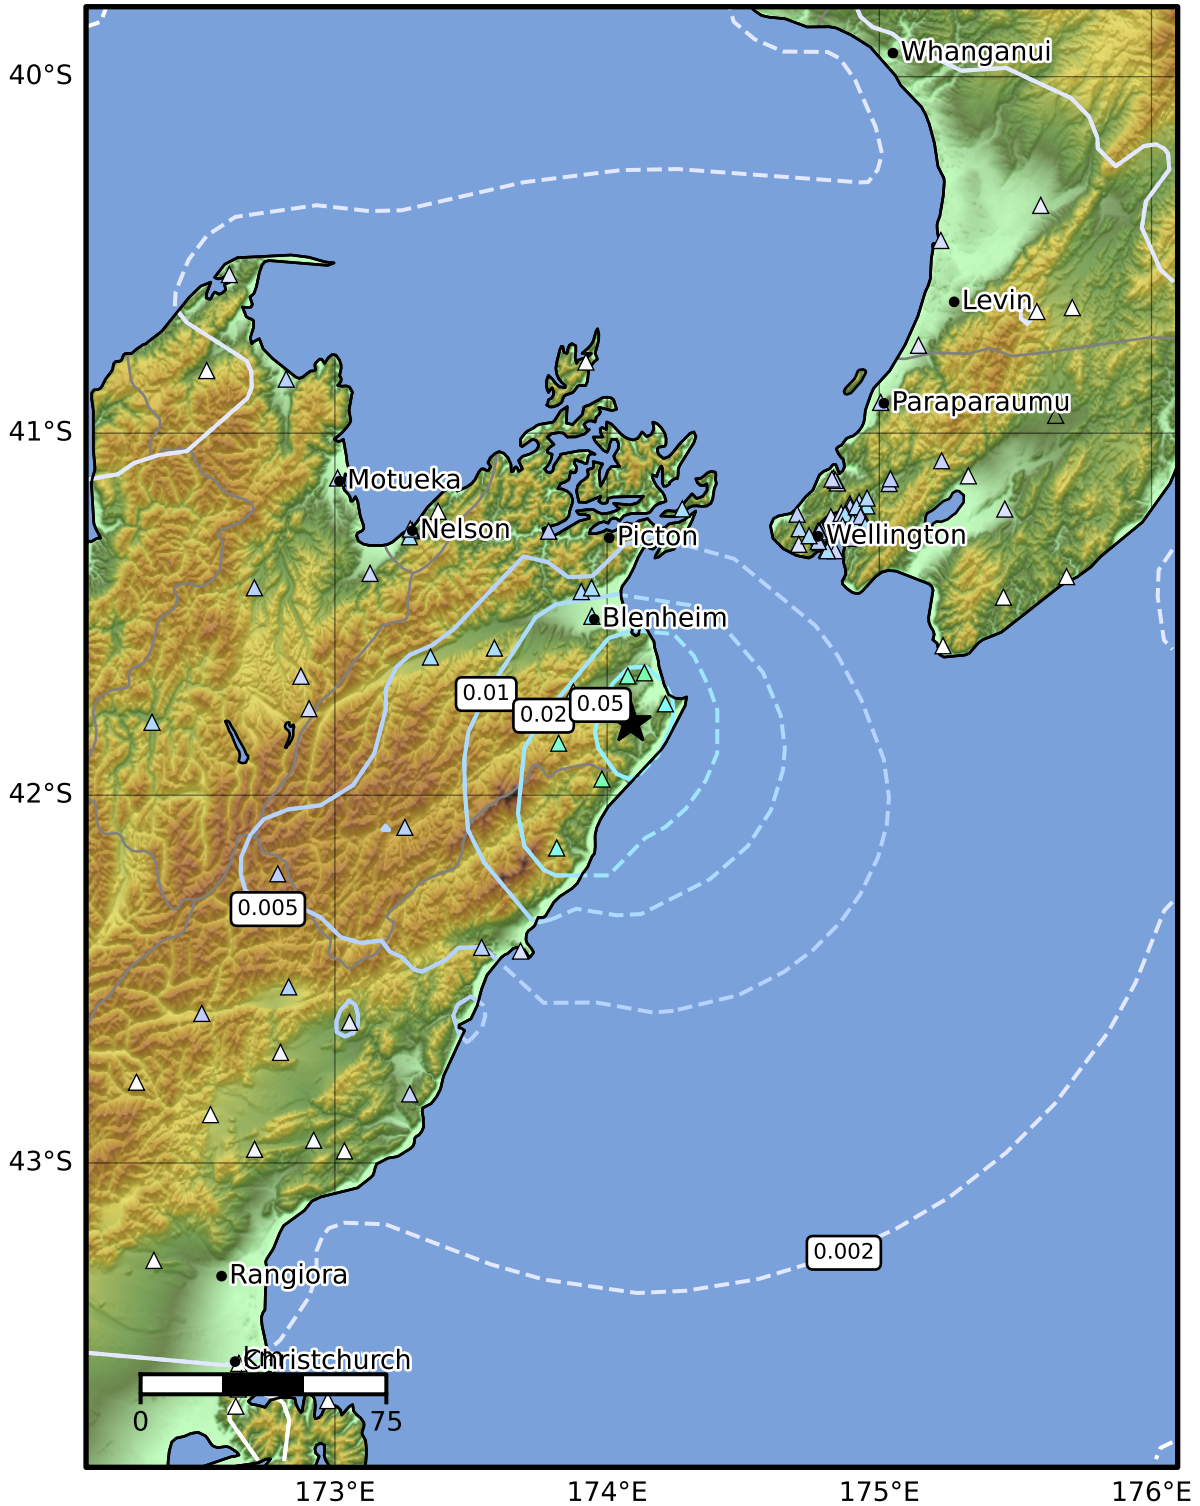 40°S
Whanganui
Levin
Paraparaumu
41°S
Motueka
Nelson
Picton
Wellington
Blenheim
0.01
0.02
0.05
42°S
0.005
43°S
0.002
Rangiora
km
Christchurch
0
75
173°E
174°E
175°E
176°E